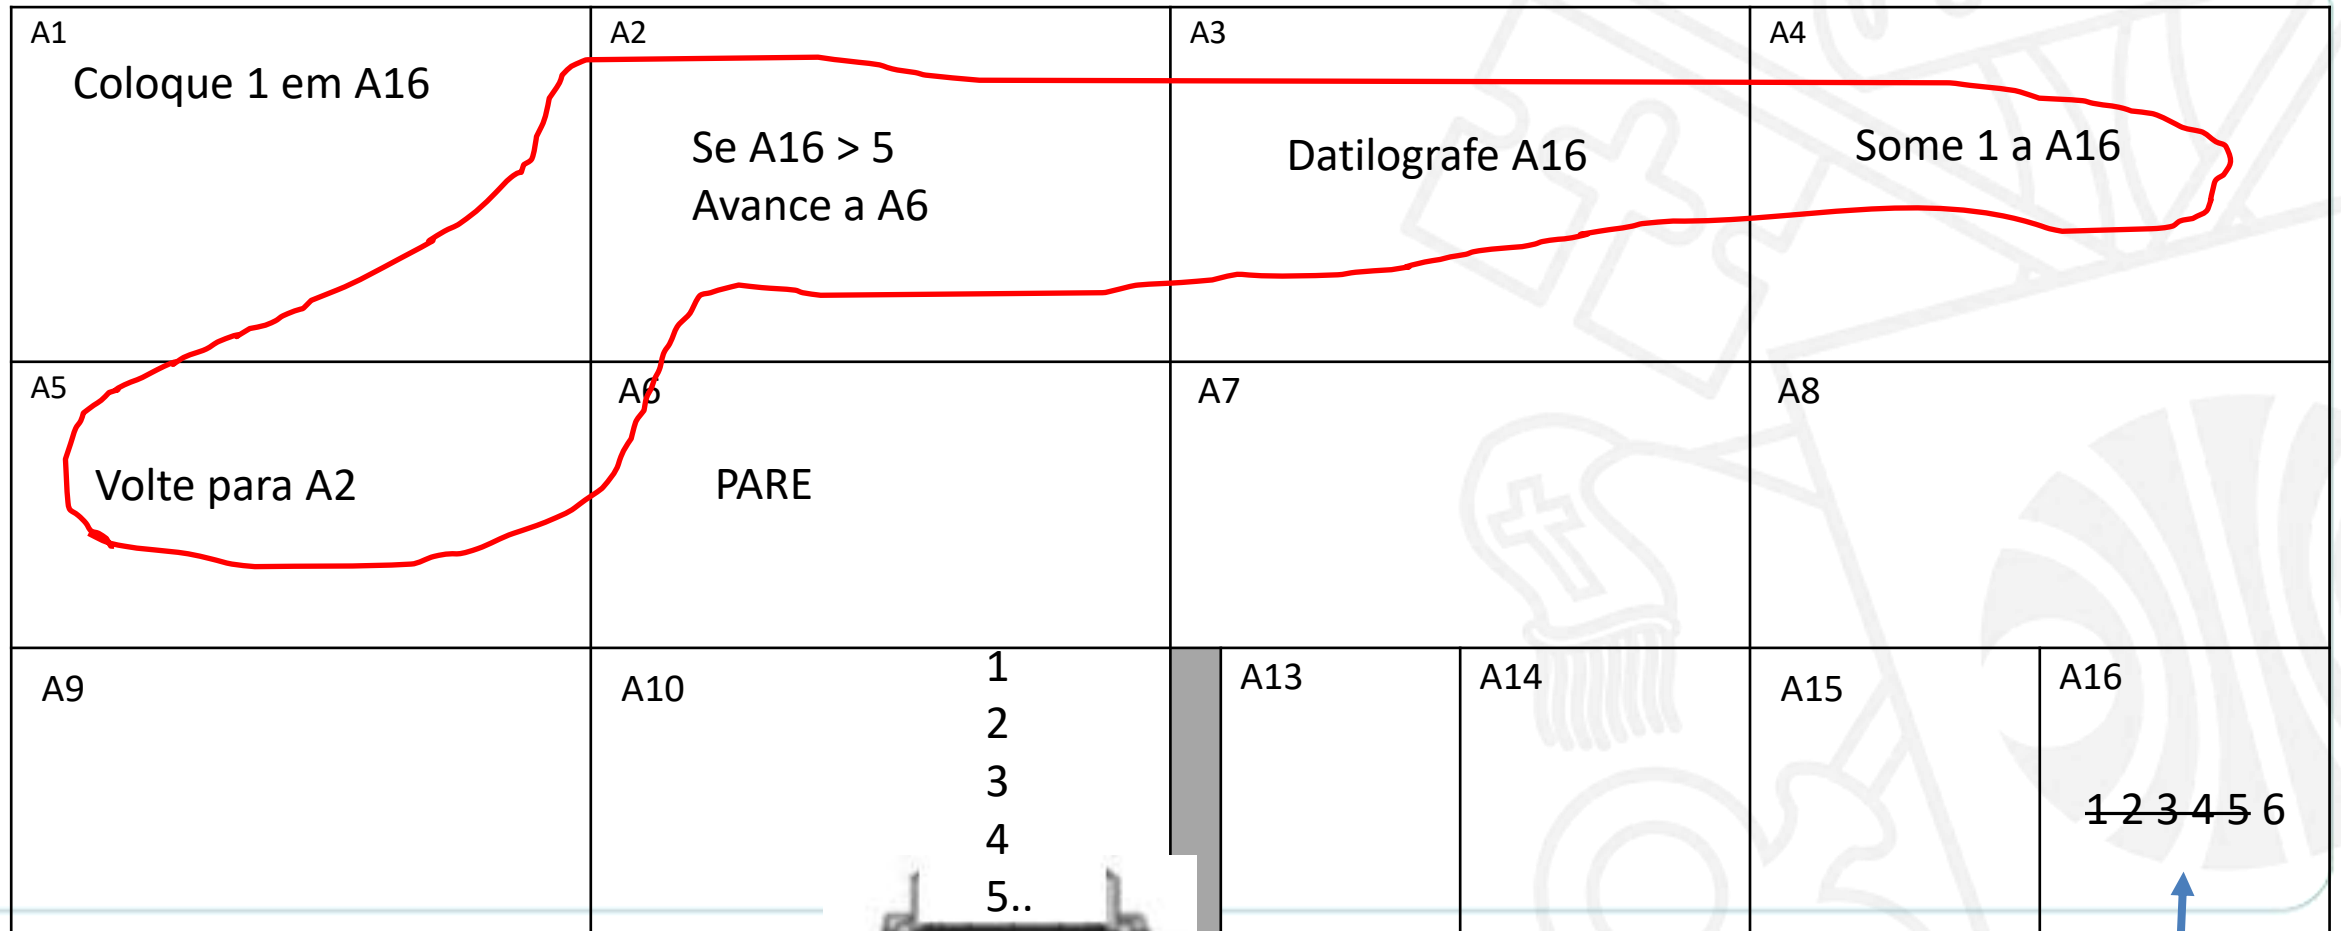 A1
Coloque 1 em A16
A2
Se A16 > 5
Avance a A6
A3
Datilografe A16
A4
Some 1 a A16
A5
Volte para A2
A6
PARE
A7
A8
A9
A10
1
2
3
4
5..
A13
A14
A15
A16
1 2 3 4 5 6